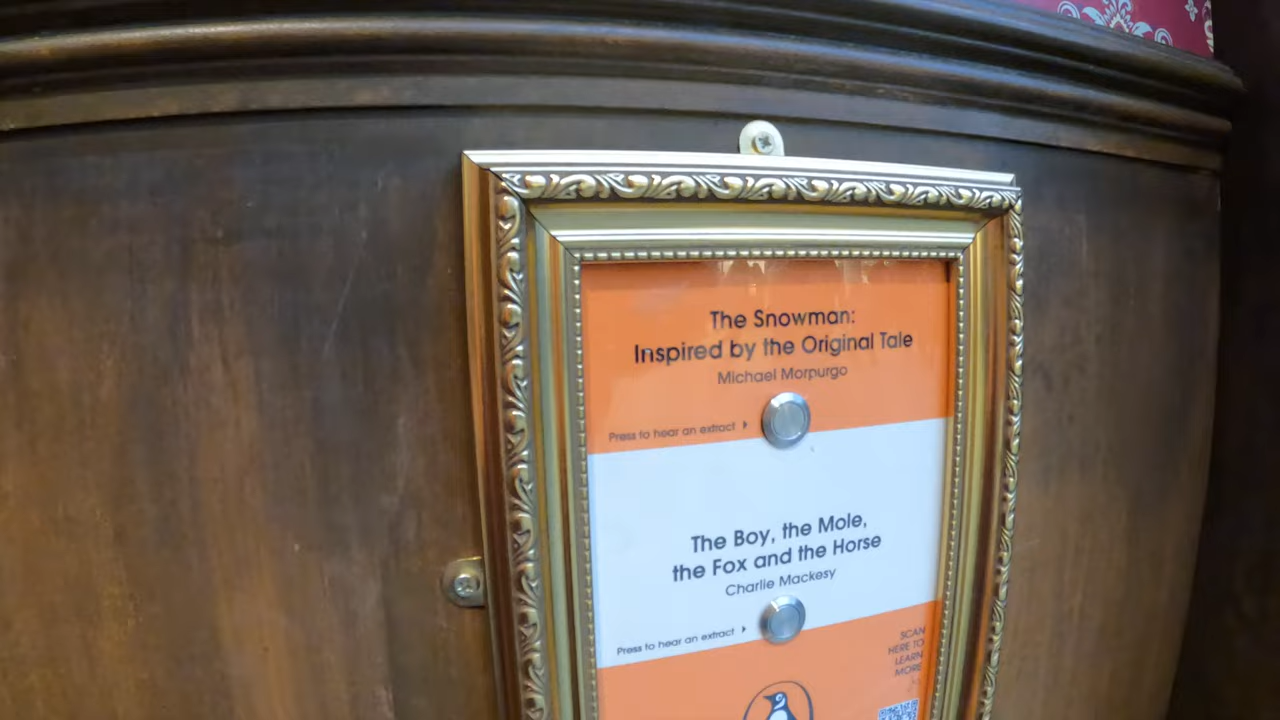 The Snowman:
Inspired by the Original Tale
Michael Morpurgo
Press to hear an extract
The Boy, the Mole,
the Fox and the Horse
Charlie Mackesy
Press to hear an extract
SCAN
HERE TO
LEARN
MORE